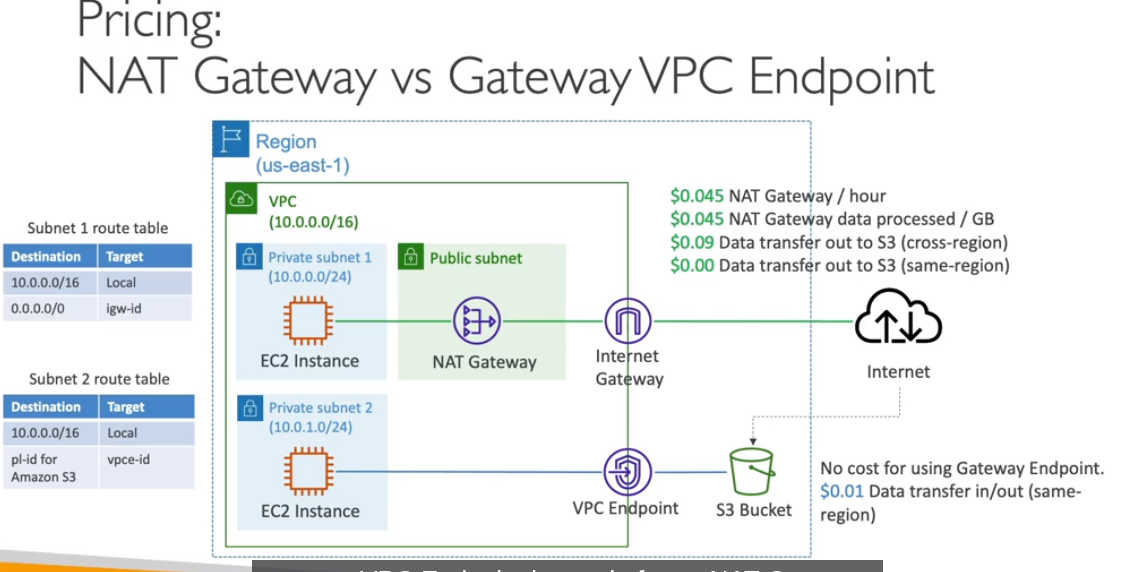 Pricing:
NAT Gateway vs Gateway VPC Endpoint
Region
(us-east-1)
VPC
(10.0.0.0/16)
$0.045 NAT Gateway / hour
$0.045 NAT Gateway data processed / GB
$0.09 Data transfer out to S3 (cross-region)
$0.00 Data transfer out to S3 (same-region)
Subnet 1 route table
Destination Target
10.0.0.0/16 Local
0.0.0.0/0 igw-id
Private subnet 1
(10.0.0.0/24)
EC2 Instance
Public subnet
NAT Gateway
Internet
Gateway
Internet
Subnet 2 route table
Destination Target
10.0.0.0/16 Local
pl-id for
Amazon S3
vpce-id
Private subnet 2
(10.0.1.0/24)
EC2 Instance
VPC Endpoint
S3 Bucket
No cost for using Gateway Endpoint.
$0.01 Data transfer in/out (same-
region)